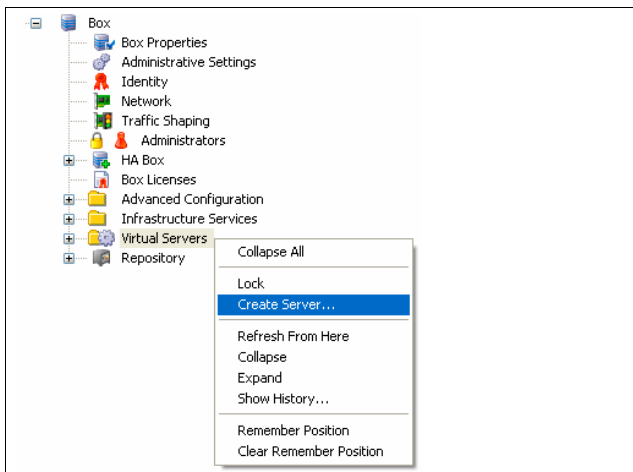 Box
Box Properties
Administrative Settings
Identity
Network
Traffic Shaping
Administrators
HA Box
Box Licenses
Advanced Configuration
Infrastructure Services
Virtual Servers
Repository
Collapse All
Lock
Create Server...
Refresh From Here
Collapse
Expand
Show History...
Remember Position
Clear Remember Position